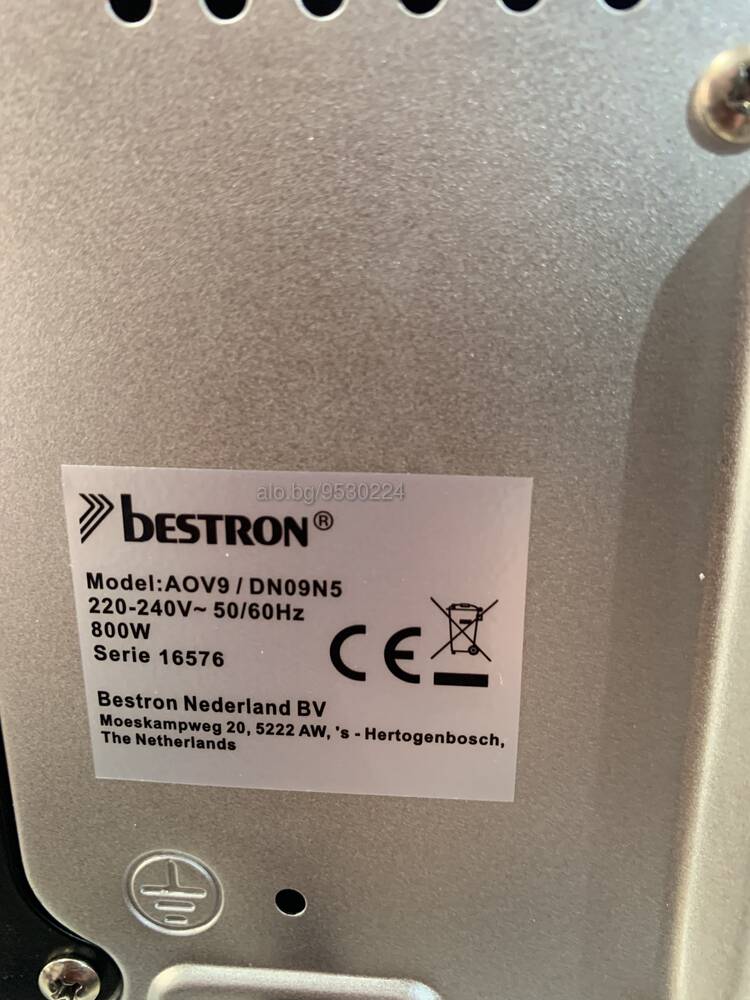 alo.bg/9530224
bESTRON®
Model:AOV9 / DN09N5
220-240V~ 50/60Hz
800W
Serie 16576
CE
Bestron Nederland BV
Moeskampweg 20, 5222 AW, 's - Hertogenbosch,
The Netherlands